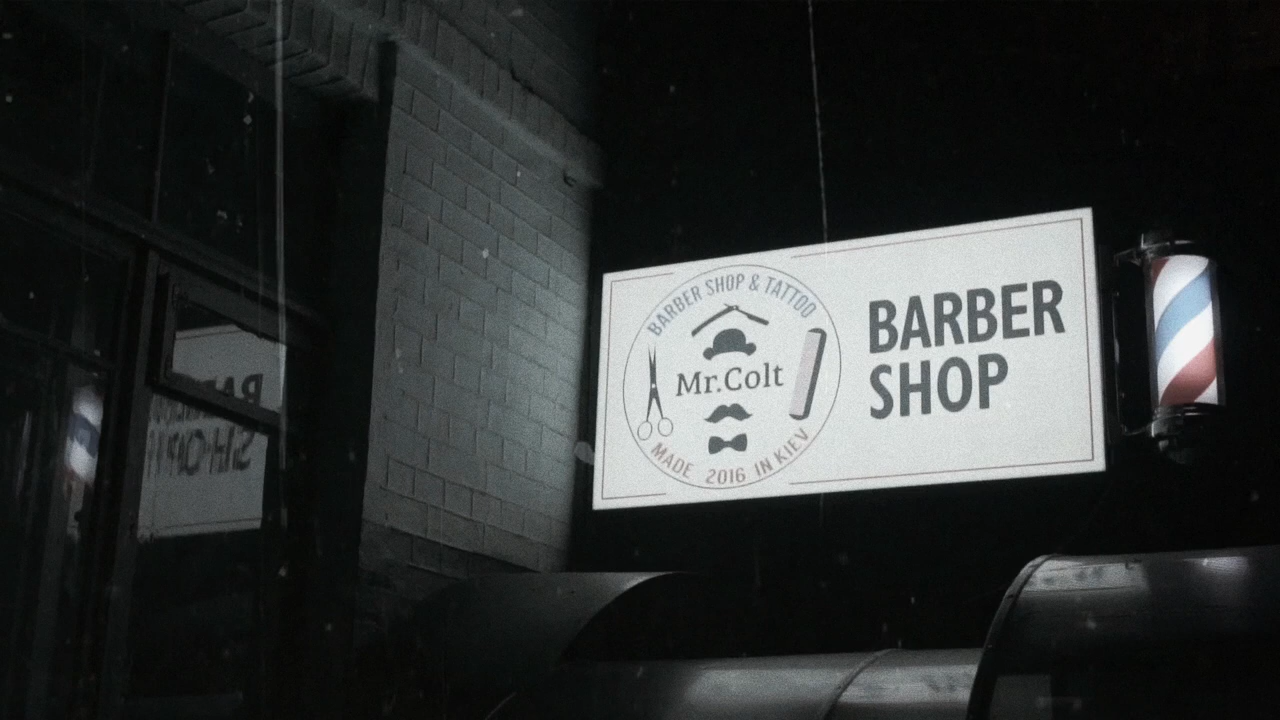 BARBER SHOP & TATTOO
Mr.Colt
MADE 2016 IN KIEV
BARBER
SHOP